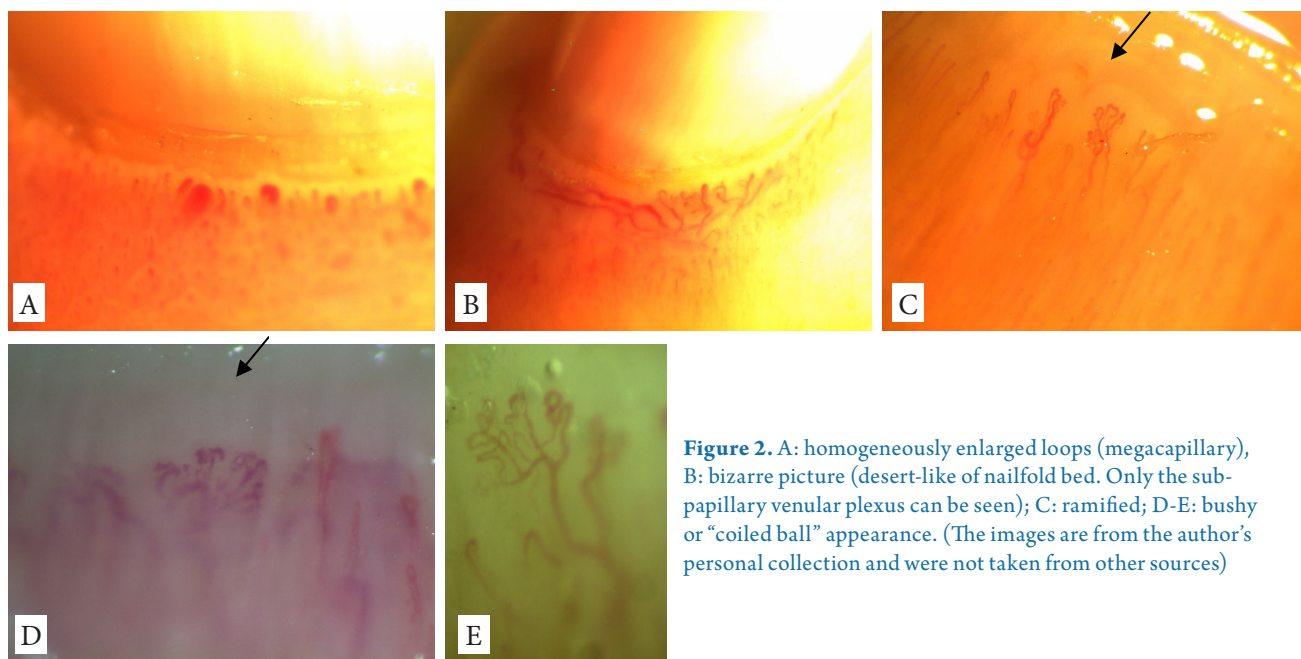 A
B
C
D
E
Figure 2. A: homogeneously enlarged loops (megacapillary),
B: bizarre picture (desert-like of nailfold bed. Only the sub-
papillary venular plexus can be seen); C: ramified; D-E: bushy
or “coiled ball” appearance. (The images are from the author’s
personal collection and were not taken from other sources)